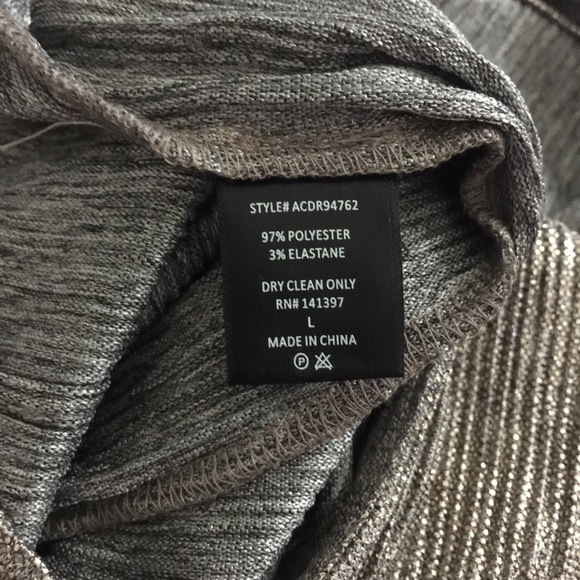 STYLE# ACDR94762
97% POLYESTER
3% ELASTANE
DRY CLEAN ONLY
RN# 141397
L
MADE IN CHINA
P